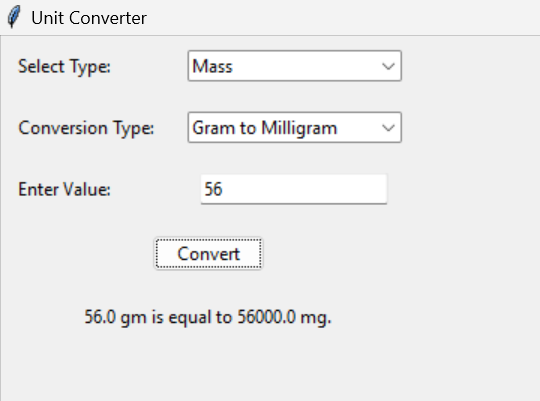 Unit Converter
Select Type: Mass
Conversion Type: Gram to Milligram
Enter Value: 56
Convert
56.0 gm is equal to 56000.0 mg.